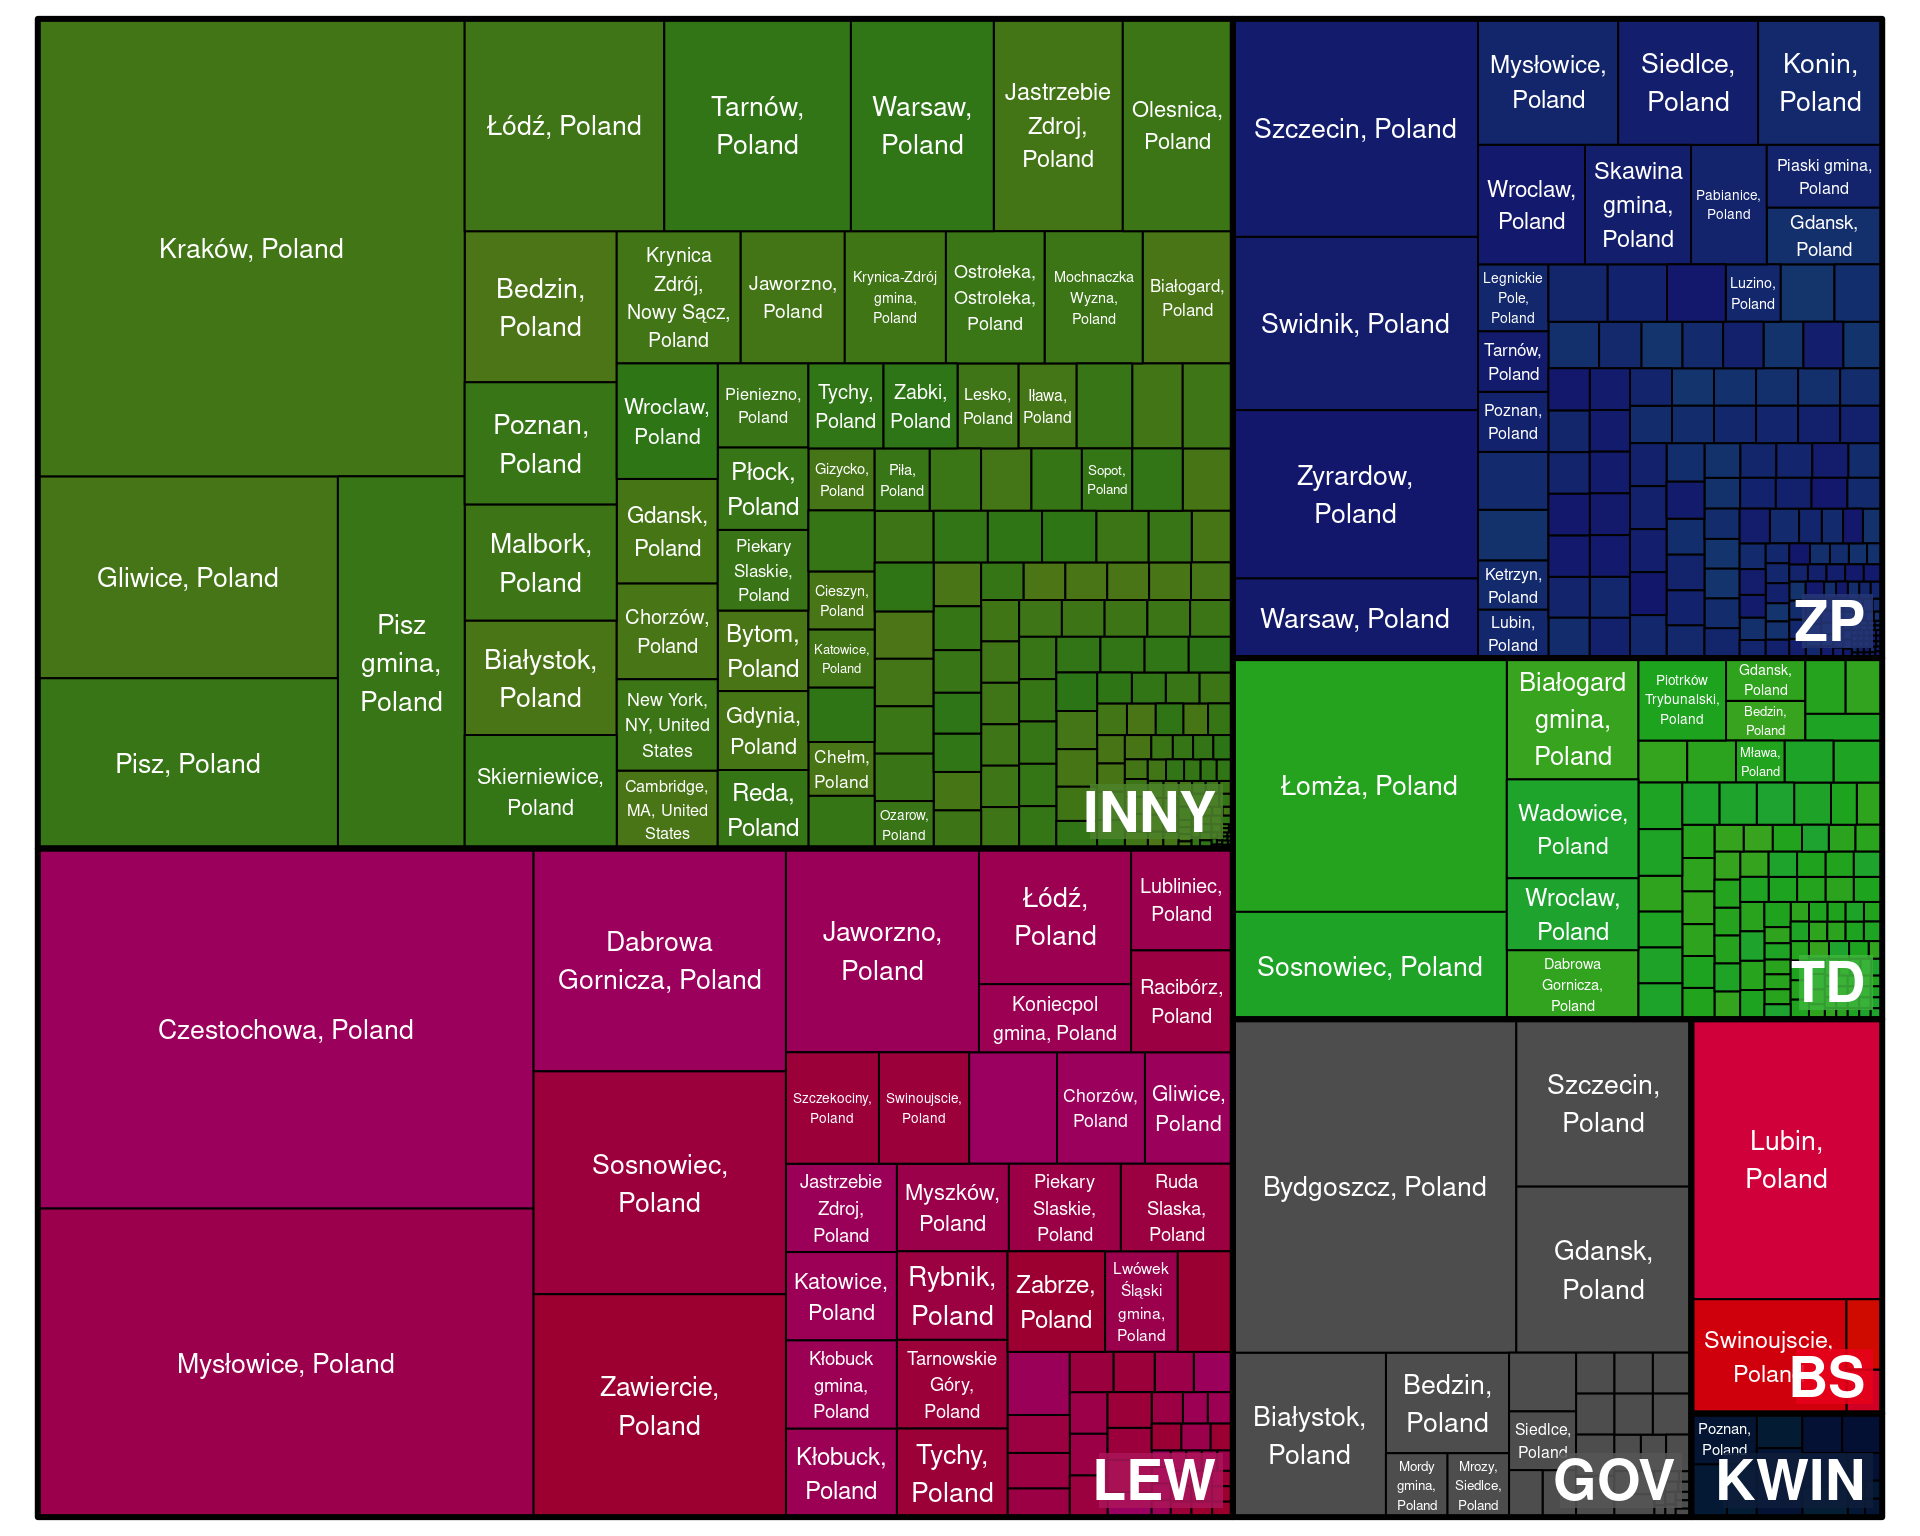 Kraków, Poland
Łódź, Poland
Tarnów,
Poland
Warsaw,
Poland
Jastrzebie
Zdroj,
Poland
Olesnica,
Poland
Gliwice, Poland
Pisz, Poland
Pisz
gmina,
Poland
Bedzin,
Poland
Poznan,
Poland
Malbork,
Poland
Białystok,
Poland
Skierniewice,
Poland
Krynica
Zdrój,
Nowy Sącz,
Poland
Jaworzno,
Poland
Krynica-Zdrój
gmina,
Poland
Ostrołeka,
Ostroleka,
Poland
Mochnaczka
Wyzna,
Poland
Białogard,
Poland
Wroclaw,
Poland
Gdansk,
Poland
Chorzów,
Poland
New York,
NY, United
States
Cambridge,
MA, United
States
Pieniezno,
Poland
Płock,
Poland
Piekary
Slaskie,
Poland
Bytom,
Poland
Gdynia,
Poland
Reda,
Poland
Tychy,
Poland
Zabki,
Poland
Lesko,
Poland
Iława,
Poland
Gizycko,
Poland
Piła,
Poland
Sopot,
Poland
Cieszyn,
Poland
Katowice,
Poland
Chełm,
Poland
Ozarow,
Poland
INNY
Szczecin, Poland
Swidnik, Poland
Zyrardow,
Poland
Warsaw, Poland
Mysłowice,
Poland
Siedlce,
Poland
Konin,
Poland
Wroclaw,
Poland
Skawina
gmina,
Poland
Pabianice,
Poland
Piaski gmina,
Poland
Gdansk,
Poland
Legnickie
Pole,
Poland
Luzino,
Poland
Tarnów,
Poland
Poznan,
Poland
Ketrzyn,
Poland
Lubin,
Poland
ZP
Łomża, Poland
Sosnowiec, Poland
Białogard
gmina,
Poland
Wadowice,
Poland
Wroclaw,
Poland
Dabrowa
Gornicza,
Poland
Piotrków
Trybunalski,
Poland
Gdansk,
Poland
Bedzin,
Poland
Mława,
Poland
TD
Czestochowa, Poland
Mysłowice, Poland
Dabrowa
Gornicza, Poland
Sosnowiec,
Poland
Zawiercie,
Poland
Jaworzno,
Poland
Łódź,
Poland
Koniecpol
gmina, Poland
Lubliniec,
Poland
Racibórz,
Poland
Szczekociny,
Poland
Swinoujscie,
Poland
Chorzów,
Poland
Gliwice,
Poland
Jastrzebie
Zdroj,
Poland
Myszków,
Poland
Piekary
Slaskie,
Poland
Ruda
Slaska,
Poland
Katowice,
Poland
Rybnik,
Poland
Zabrze,
Poland
Lwówek
Śląski
gmina,
Poland
Kłobuck
gmina,
Poland
Tarnowskie
Góry,
Poland
Kłobuck,
Poland
Tychy,
Poland
LEW
Bydgoszcz, Poland
Szczecin,
Poland
Gdansk,
Poland
Białystok,
Poland
Bedzin,
Poland
Mordy
gmina,
Poland
Mrozy,
Siedlce,
Poland
Siedlce,
Poland
GOV
Lubin,
Poland
Swinoujscie,
Poland
BS
Poznan,
Poland
KWIN